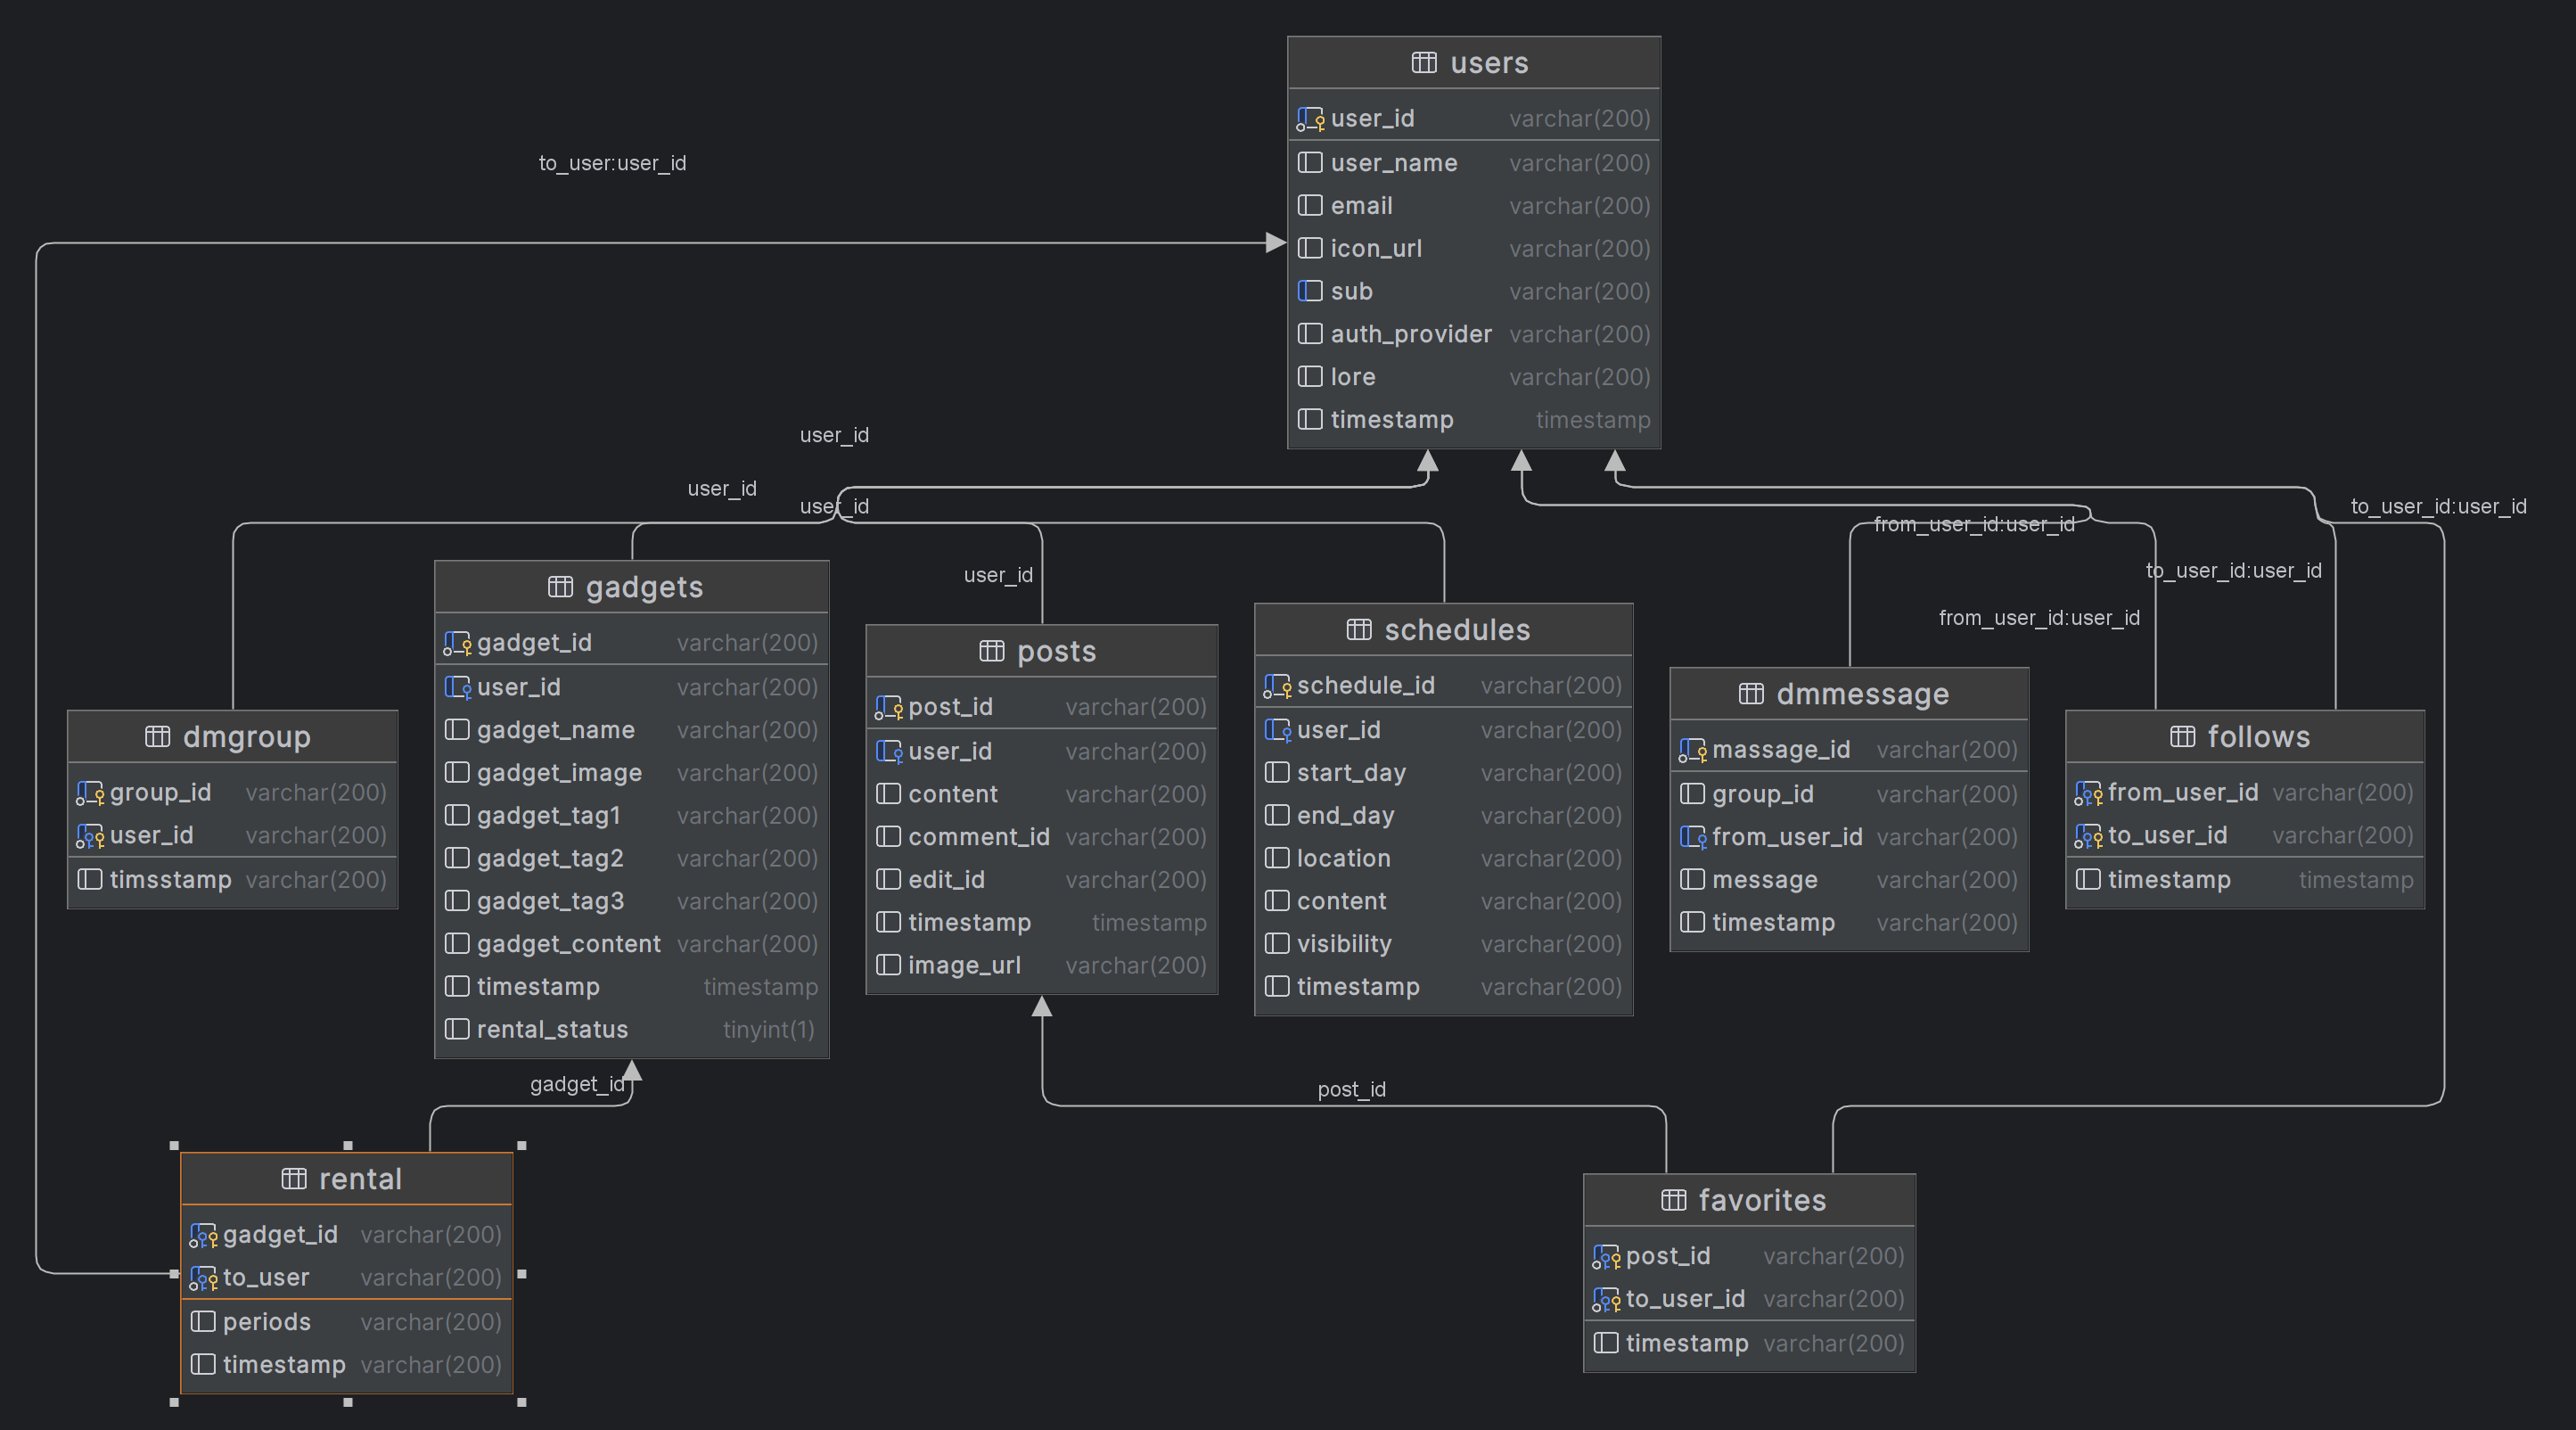 users
user_id varchar(200)
user_name varchar(200)
email varchar(200)
icon_url varchar(200)
sub varchar(200)
auth_provider varchar(200)
lore varchar(200)
timestamp timestamp
to_user:user_id
user_id
user_id
user_id
user_id
from_user_id:user_id
to_user_id:user_id
to_user_id:user_id
from_user_id:user_id
dmgroup
group_id varchar(200)
user_id varchar(200)
timsstamp varchar(200)
gadgets
gadget_id varchar(200)
user_id varchar(200)
gadget_name varchar(200)
gadget_image varchar(200)
gadget_tag1 varchar(200)
gadget_tag2 varchar(200)
gadget_tag3 varchar(200)
gadget_content varchar(200)
timestamp timestamp
rental_status tinyint(1)
posts
post_id varchar(200)
user_id varchar(200)
content varchar(200)
comment_id varchar(200)
edit_id varchar(200)
timestamp timestamp
image_url varchar(200)
schedules
schedule_id varchar(200)
user_id varchar(200)
start_day varchar(200)
end_day varchar(200)
location varchar(200)
content varchar(200)
visibility varchar(200)
timestamp varchar(200)
dmmessage
massage_id varchar(200)
group_id varchar(200)
from_user_id varchar(200)
message varchar(200)
timestamp varchar(200)
follows
from_user_id varchar(200)
to_user_id varchar(200)
timestamp timestamp
gadget_id
post_id
rental
gadget_id varchar(200)
to_user varchar(200)
periods varchar(200)
timestamp varchar(200)
favorites
post_id varchar(200)
to_user_id varchar(200)
timestamp varchar(200)